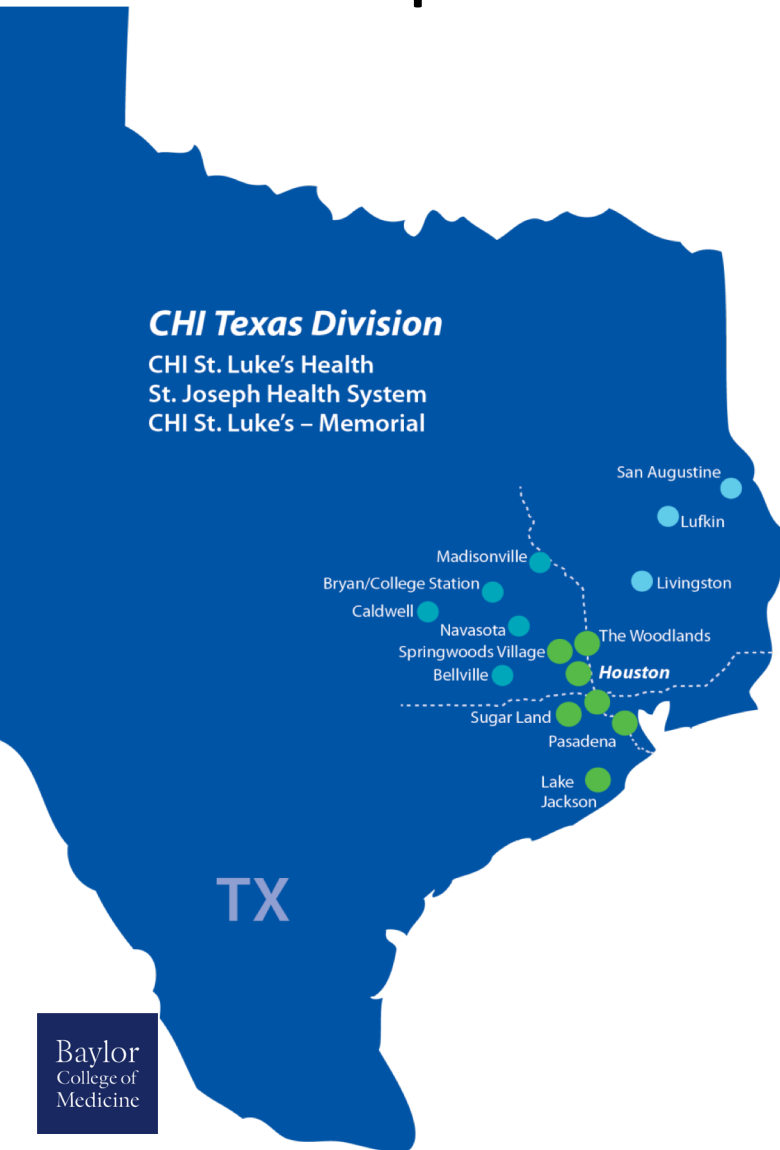 CHI Texas Division
CHI St. Luke's Health
St. Joseph Health System
CHI St. Luke's – Memorial
San Augustine
Lufkin
Madisonville
Bryan/College Station
Livingston
Caldwell
Navasota
The Woodlands
Springwoods Village
Houston
Bellville
Sugar Land
Pasadena
Lake
Jackson
TX
Baylor
College of
Medicine